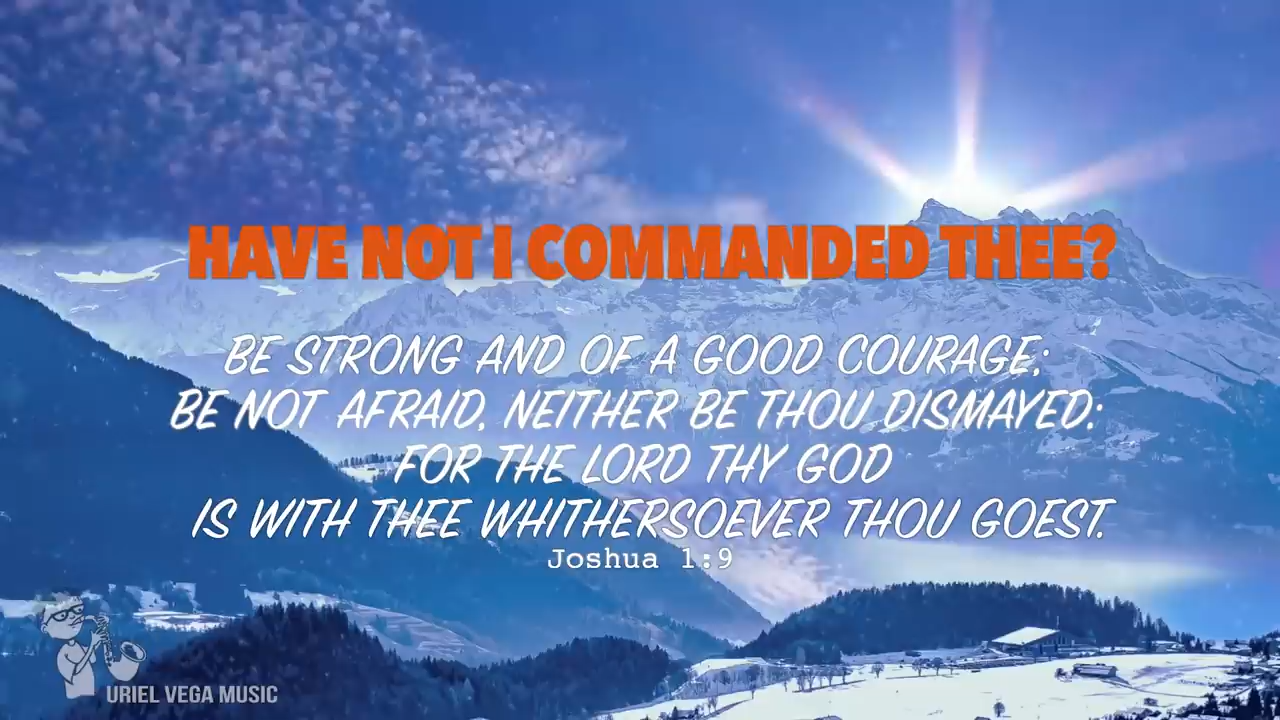 HAVE NOT I COMMANDED THEE?
BE STRONG AND OF A GOOD COURAGE;
BE NOT AFRAID, NEITHER BE THOU DISMAYED:
FOR THE LORD THY GOD
IS WITH THEE WHITHERSOEVER THOU GOEST.
Joshua 1:9
URIEL VEGA MUSIC